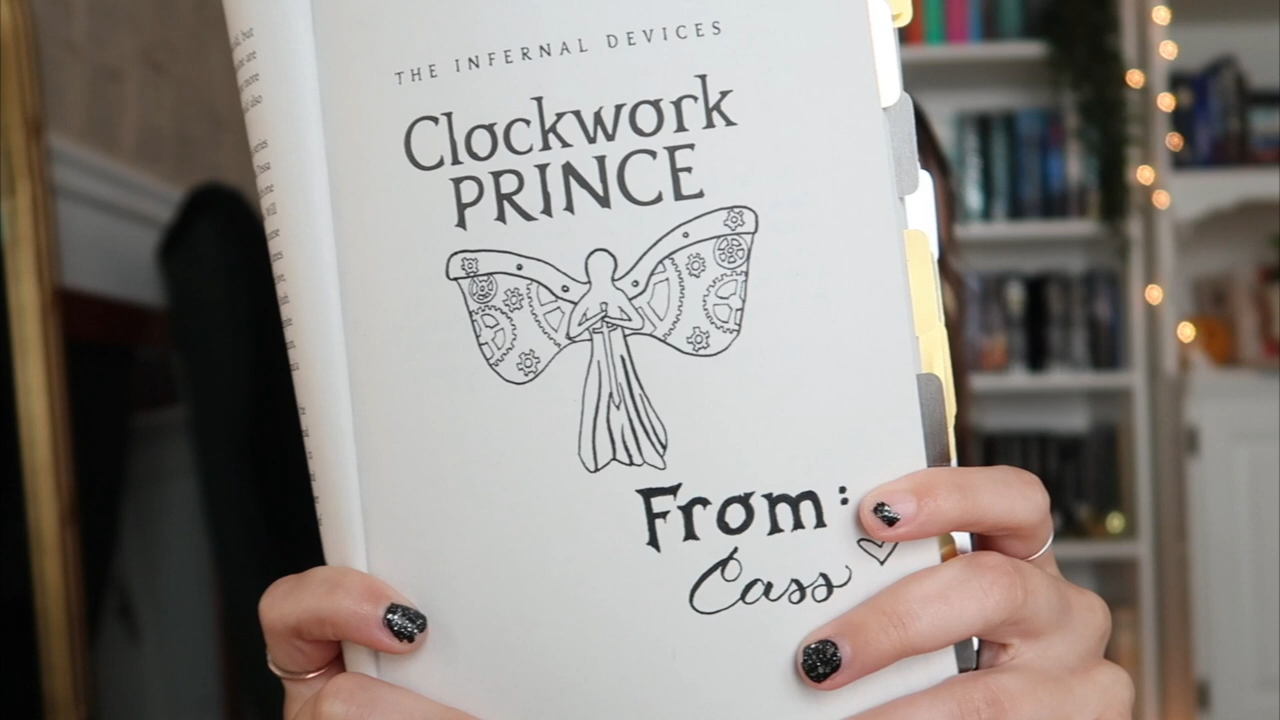 THE INFERNAL DEVICES
Clockwork
PRINCE
From:
Cass